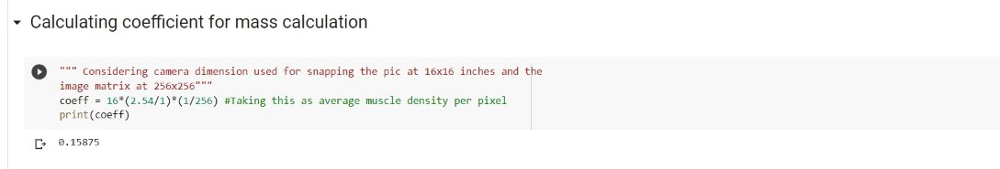 Calculating coefficient for mass calculation
""" Considering camera dimension used for snapping the pic at 16x16 inches and the
image matrix at 256x256"""
coeff = 16*(2.54/1)*(1/256) #Taking this as average muscle density per pixel
print(coeff)
0.15875